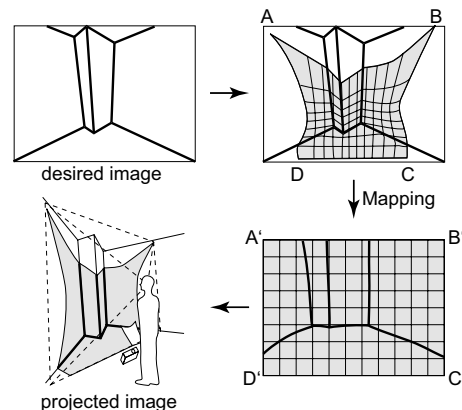 A B
desired image
D C
Mapping
A‘ B‘
D‘ C
projected image